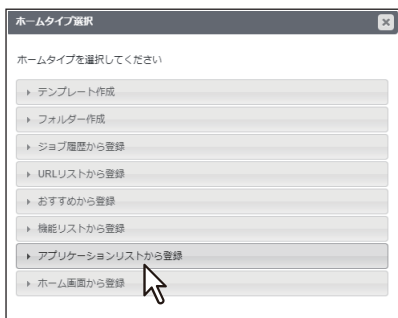 ホームタイプ選択
ホームタイプを選択してください
テンプレート作成
フォルダー作成
ジョブ履歴から登録
URLリストから登録
おすすめから登録
機能リストから登録
アプリケーションリストから登録
ホーム画面から登録